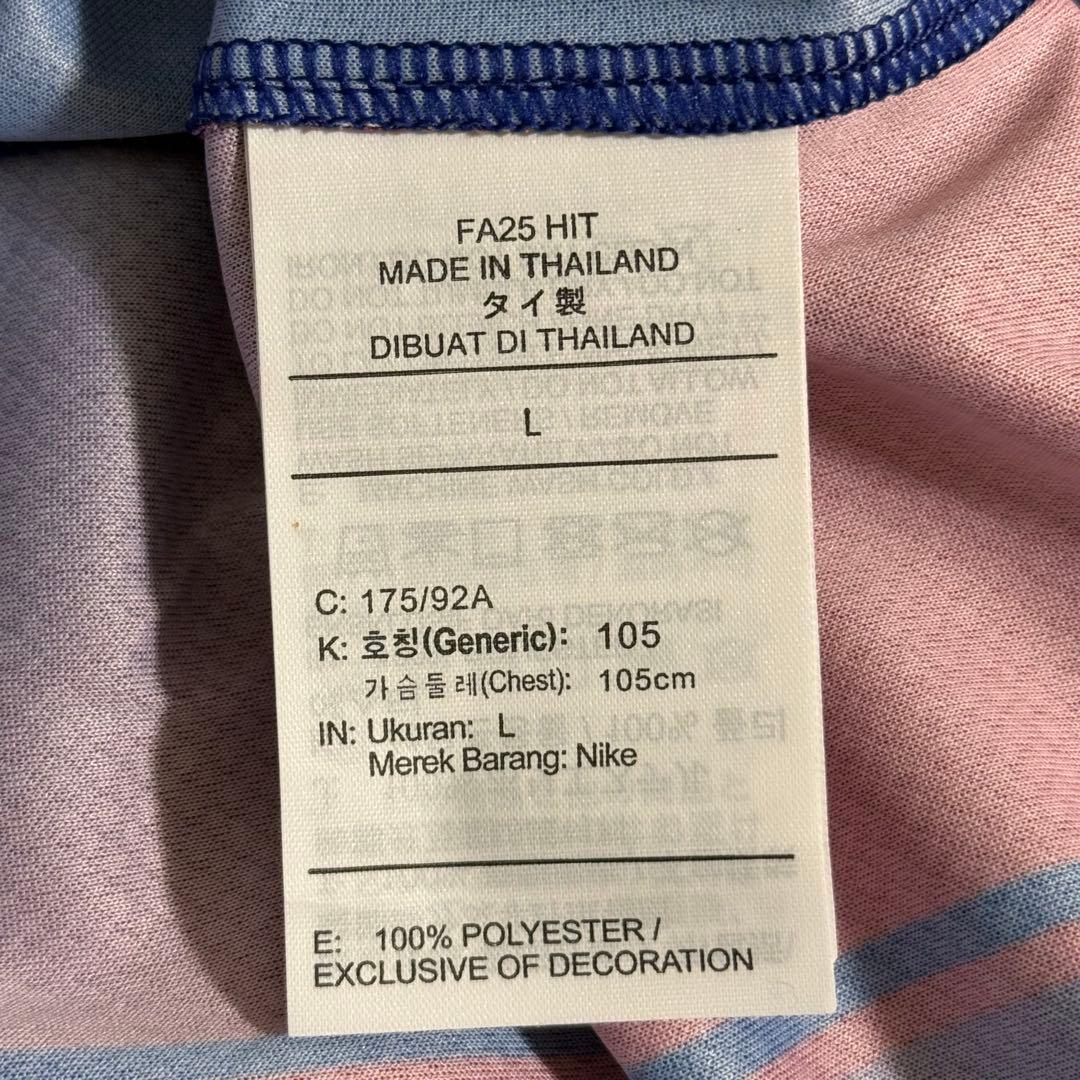 FA25 HIT
MADE IN THAILAND
タイ製
DIBUAT DI THAILAND
L
C: 175/92A
K: 호칭(Generic): 105
가슴둘레(Chest): 105cm
IN: Ukuran: L
Merek Barang: Nike
E: 100% POLYESTER /
EXCLUSIVE OF DECORATION